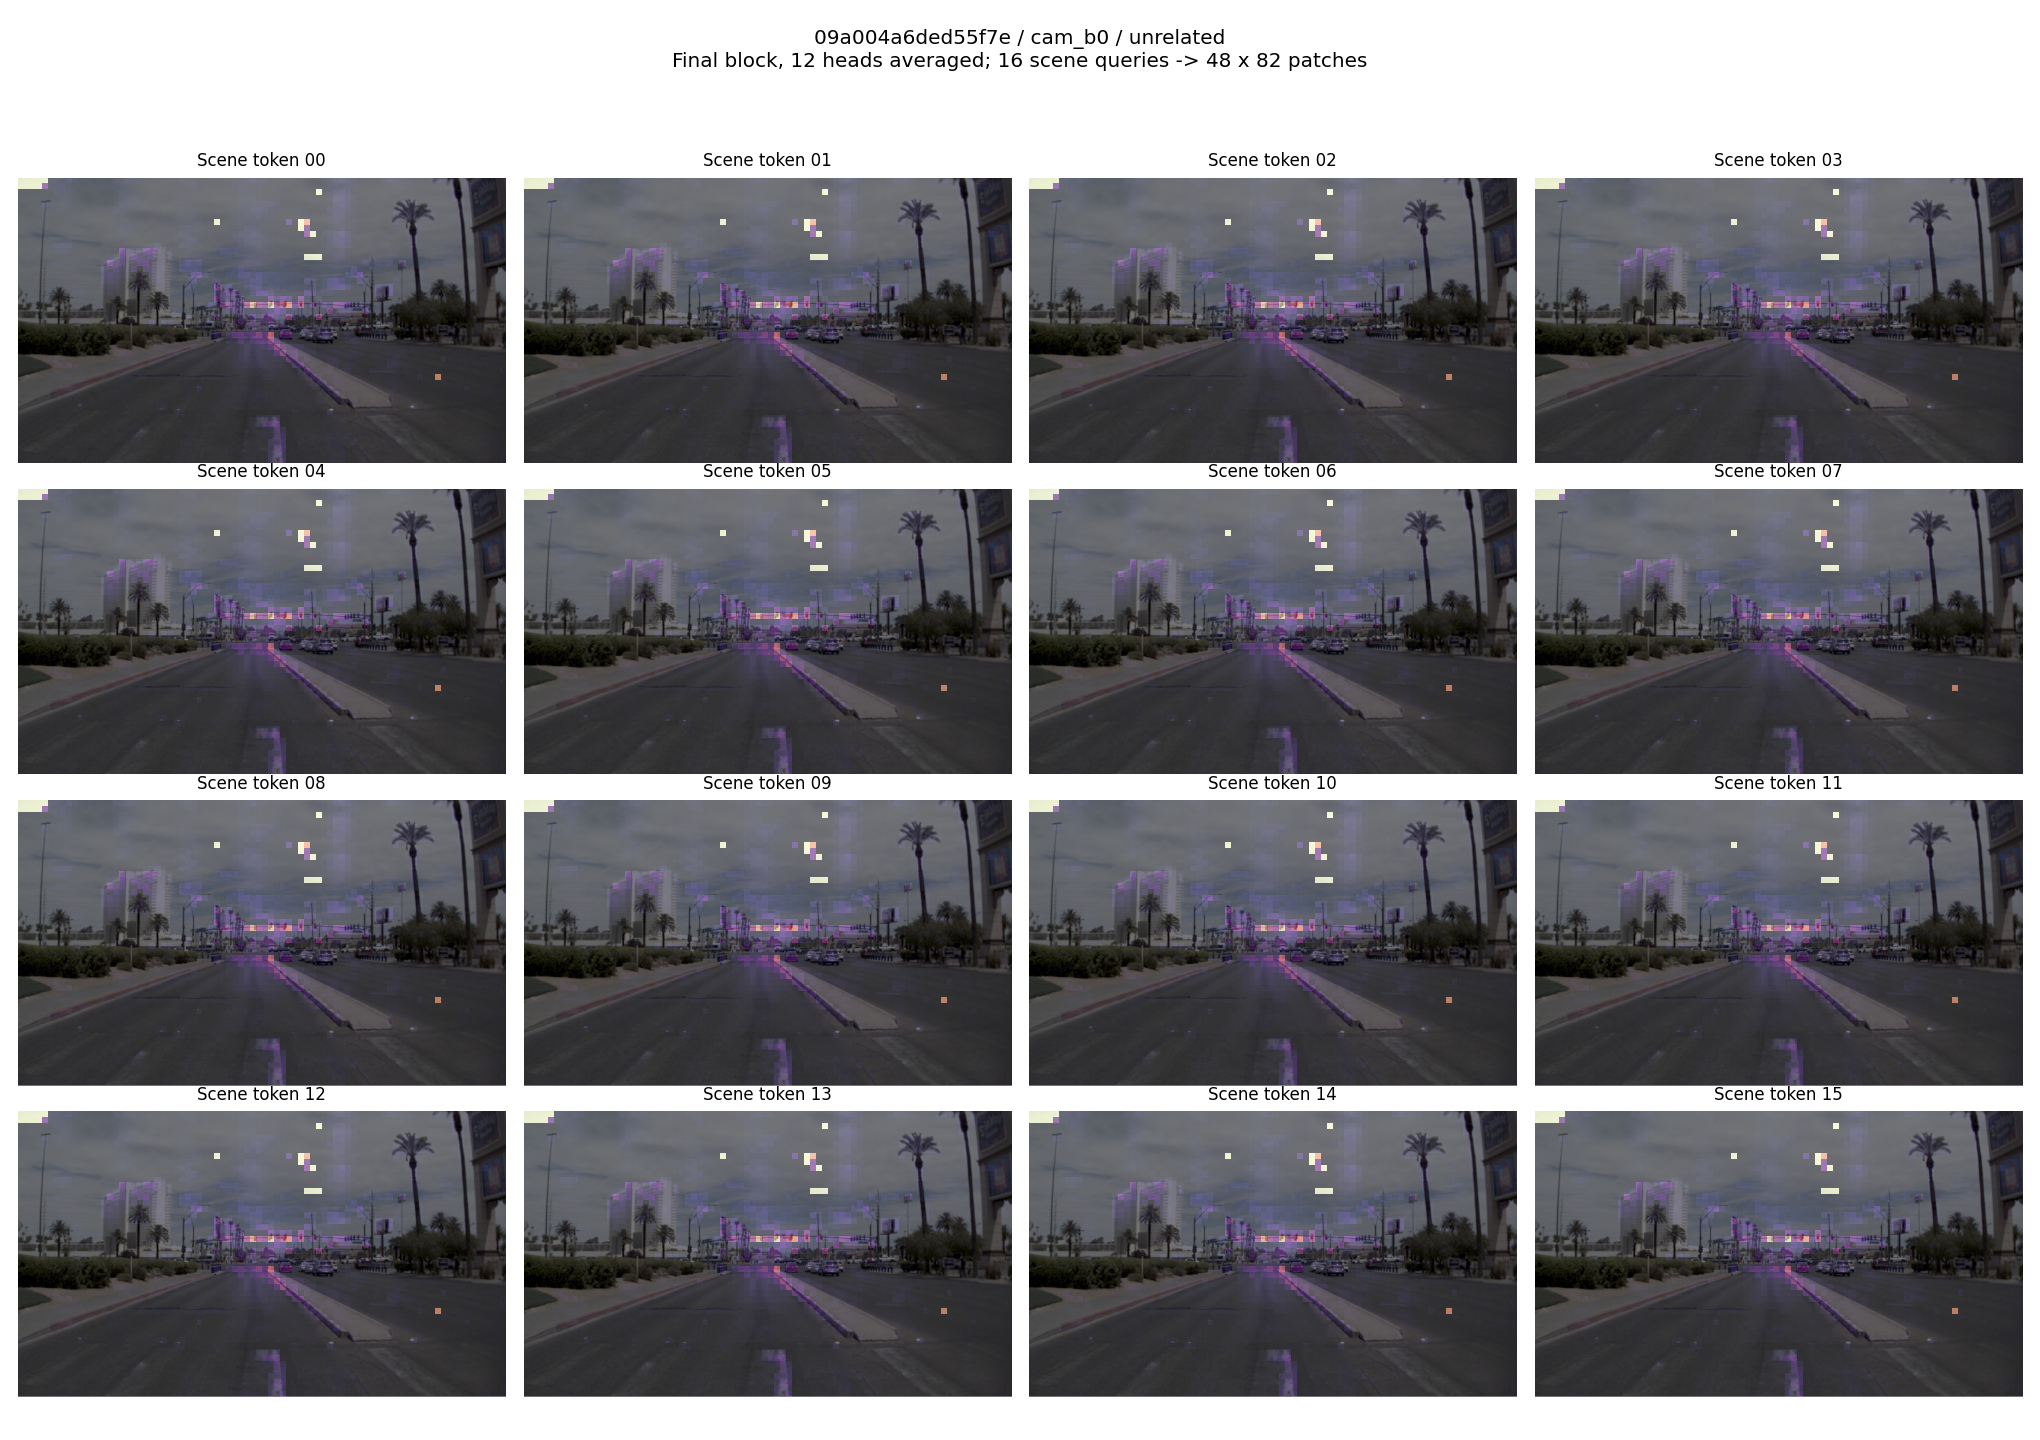 09a004a6ded55f7e / cam_b0 / unrelated
Final block, 12 heads averaged; 16 scene queries -> 48 x 82 patches
Scene token 00
Scene token 01
Scene token 02
Scene token 03
Scene token 04
Scene token 05
Scene token 06
Scene token 07
Scene token 08
Scene token 09
Scene token 10
Scene token 11
Scene token 12
Scene token 13
Scene token 14
Scene token 15